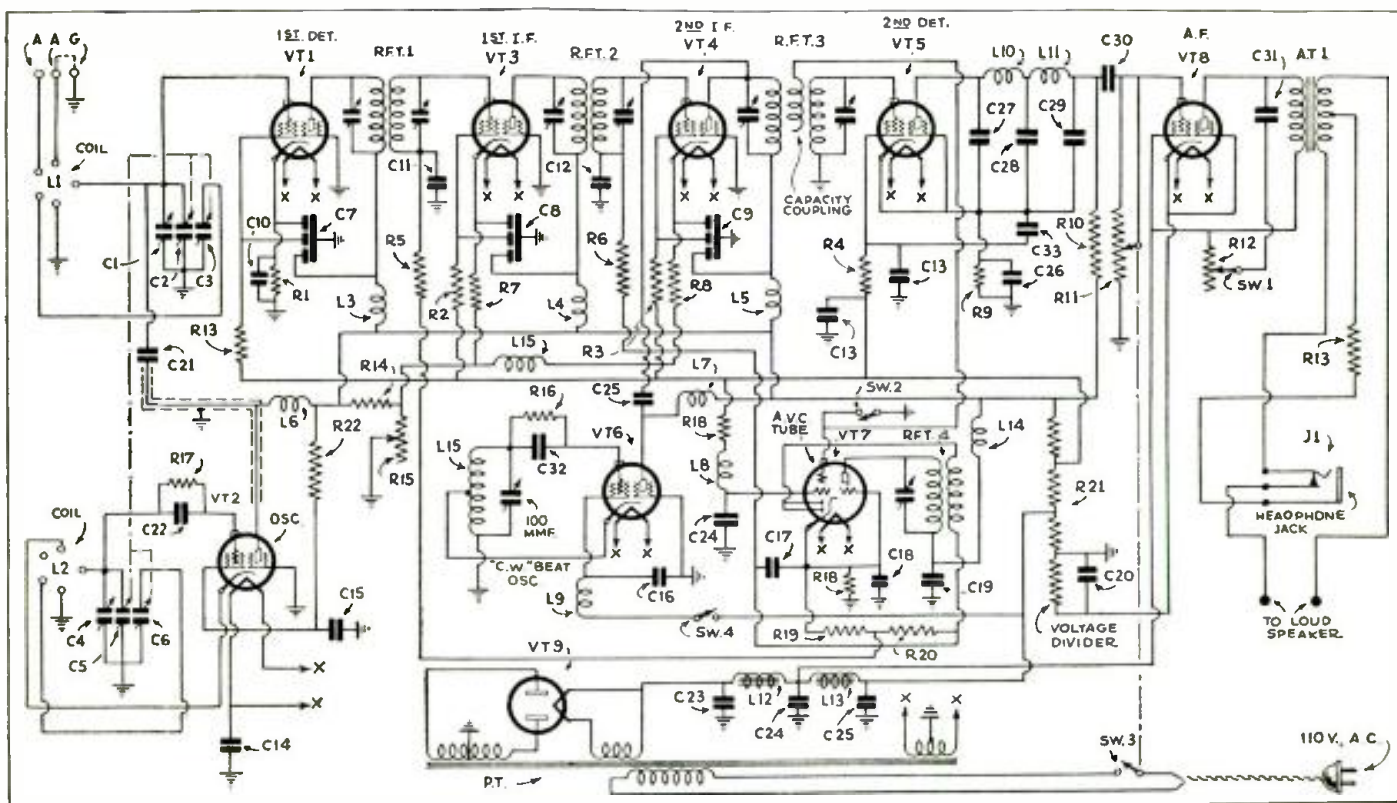 A A G
1ST. DET.
VT1
R.F.T.1
1ST. I.F.
VT3
R.F.T.2
2ND I F.
VT4
R.F.T.3
2ND DET.
VT5
L10
L11
C30
A.F.
VT8
C31
A.T.1
COIL
L1
C11
C12
C27
C29
C28
X X
X X
X X
X X
X X
CAPACITY
COUPLING
C10
C7
C8
C9
C1
C2
C3
R1
R5
R2
R7
R6
R8
R4
C33
C13
R10
R12
SW.1
L3
L4
L5
R9
C26
R11
R13
C21
L15
R3
C13
R13
R14
C25
L7
SW.2
L6
R22
R16
R18
A.V.C
TUBE
VT7
R.F.T.4
L14
R17
R15
L15
C32
VT6
L8
J1
COIL
VT2
C22
OSC
100
MMF.
R21
HEADPHONE
JACK
L2
X X
C24
X X
"C.W." BEAT
OSC
C17
C18
C15
C16
R18
C19
C20
C4
C6
L9
C5
SW.4
R19
R20
VOLTAGE
DIVIDER
TO LOUD
SPEAKER
X
VT9
X
C23
L12
L13
X X
C14
C24
C25
SW.3
110 V. A C.
P.T.